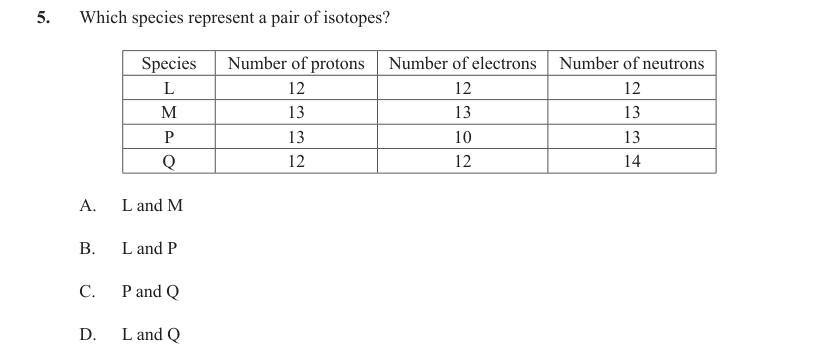 5. Which species represent a pair of isotopes?
Species Number of protons Number of electrons Number of neutrons
L 12 12 12
M 13 13 13
P 13 10 13
Q 12 12 14
A. L and M
B. L and P
C. P and Q
D. L and Q